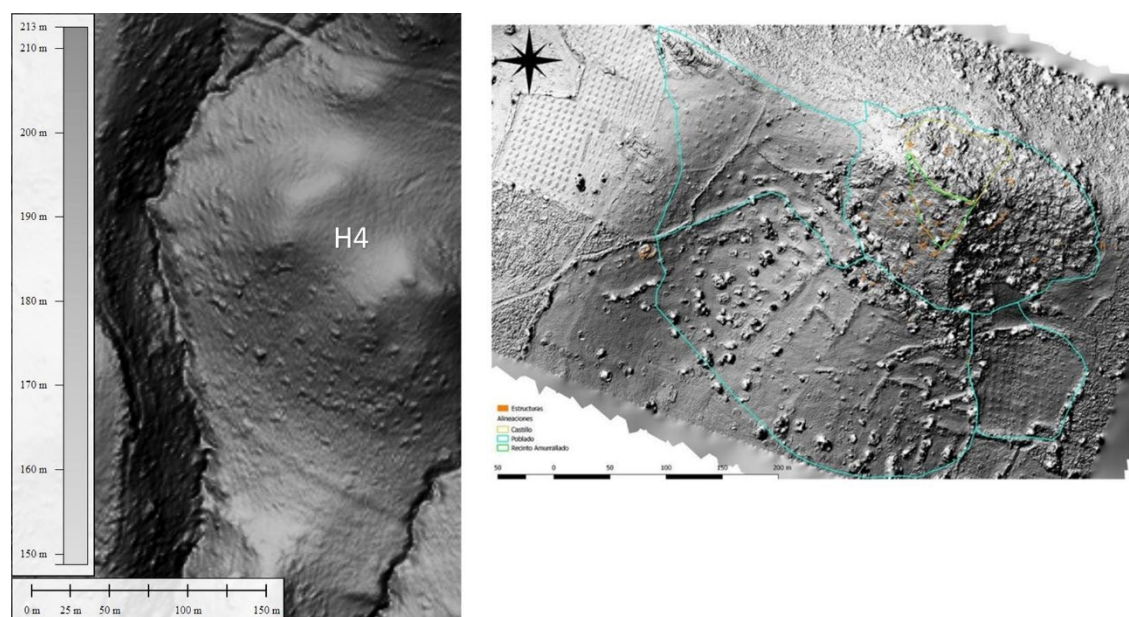 213 m
210 m
200 m
190 m
180 m
170 m
160 m
150 m
H4
0 m 25 m 50 m 100 m 150 m
Estructuras
Alineaciones
Castillo
Poblado
Recinto Amurallado
50 0 50 100 200 m